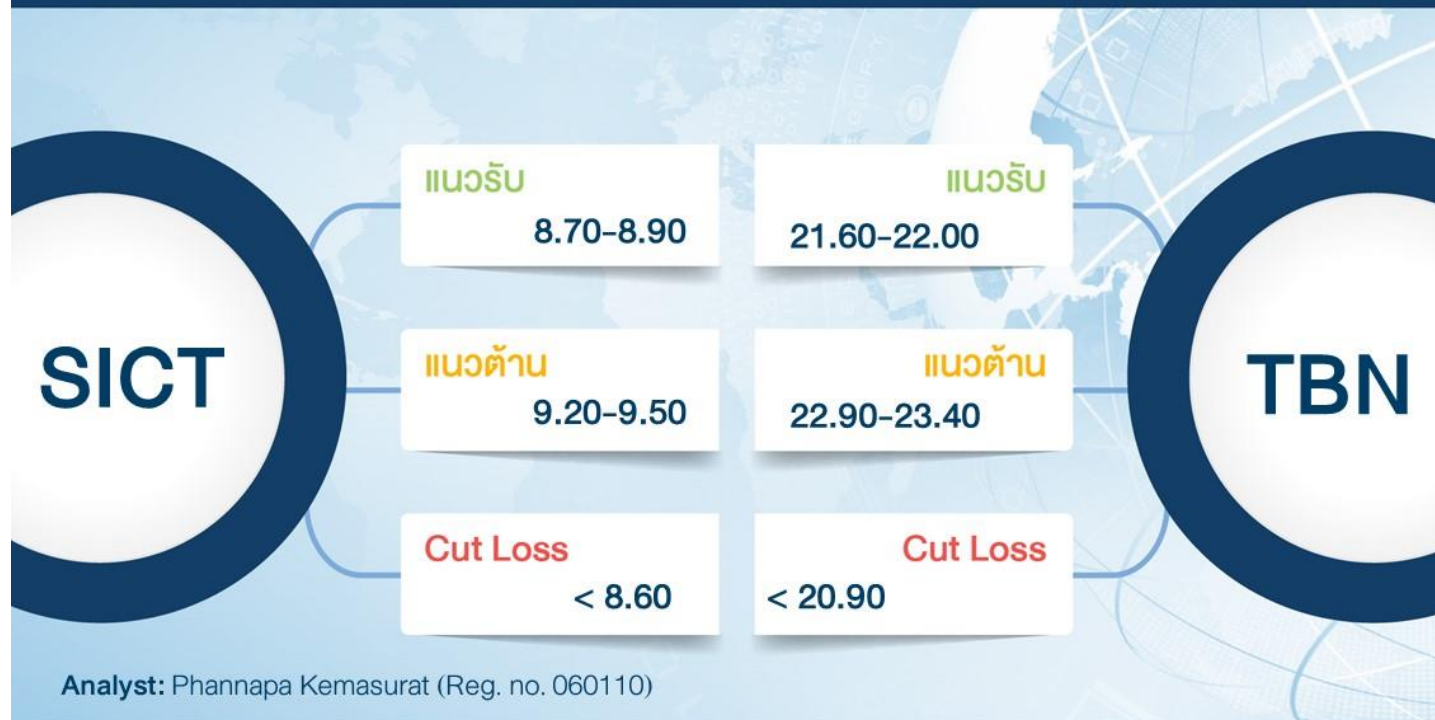 SICT
แนวรับ
8.70-8.90
แนวต้าน
9.20-9.50
Cut Loss
< 8.60
แนวรับ
21.60-22.00
แนวต้าน
22.90-23.40
Cut Loss
< 20.90
TBN
Analyst: Phannapa Kemasurat (Reg. no. 060110)